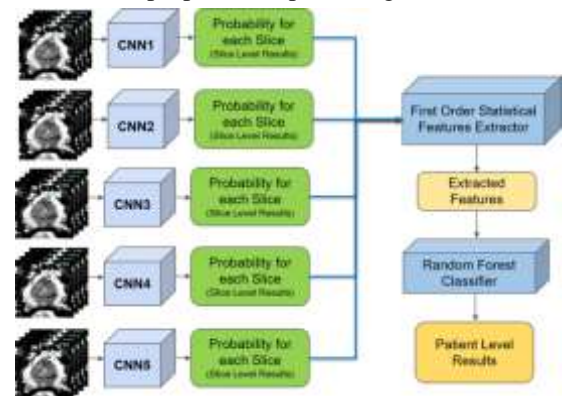 CNN1
Probability for
each Slice
(Slice Level Results)
CNN2
Probability for
each Slice
(Slice Level Results)
CNN3
Probability for
each Slice
(Slice Level Results)
CNN4
Probability for
each Slice
(Slice Level Results)
CNN5
Probability for
each Slice
(Slice Level Results)
First Order Statistical
Features Extractor
Extracted
Features
Random Forest
Classifier
Patient Level
Results